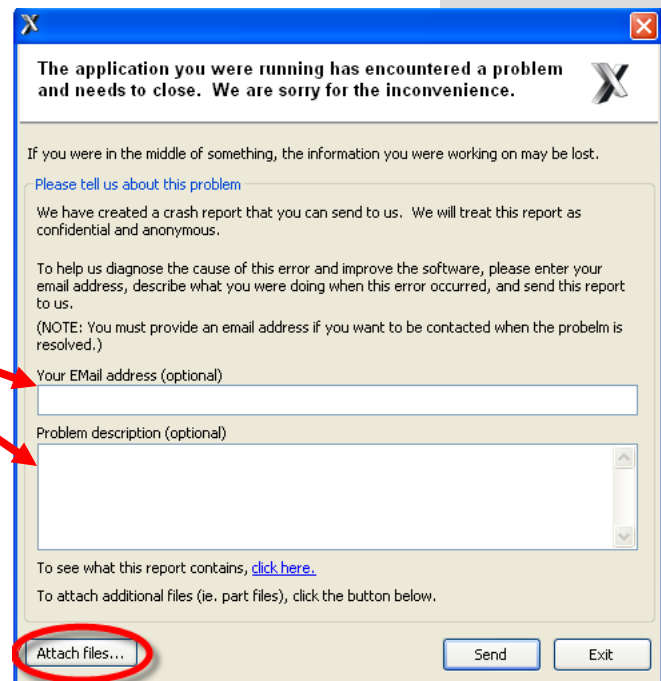 The application you were running has encountered a problem
and needs to close. We are sorry for the inconvenience.
If you were in the middle of something, the information you were working on may be lost.
Please tell us about this problem
We have created a crash report that you can send to us. We will treat this report as
confidential and anonymous.
To help us diagnose the cause of this error and improve the software, please enter your
email address, describe what you were doing when this error occurred, and send this report
to us.
(NOTE: You must provide an email address if you want to be contacted when the probelm is
resolved.)
Your EMail address (optional)
Problem description (optional)
To see what this report contains, click here.
To attach additional files (ie. part files), click the button below.
Attach files... Send Exit